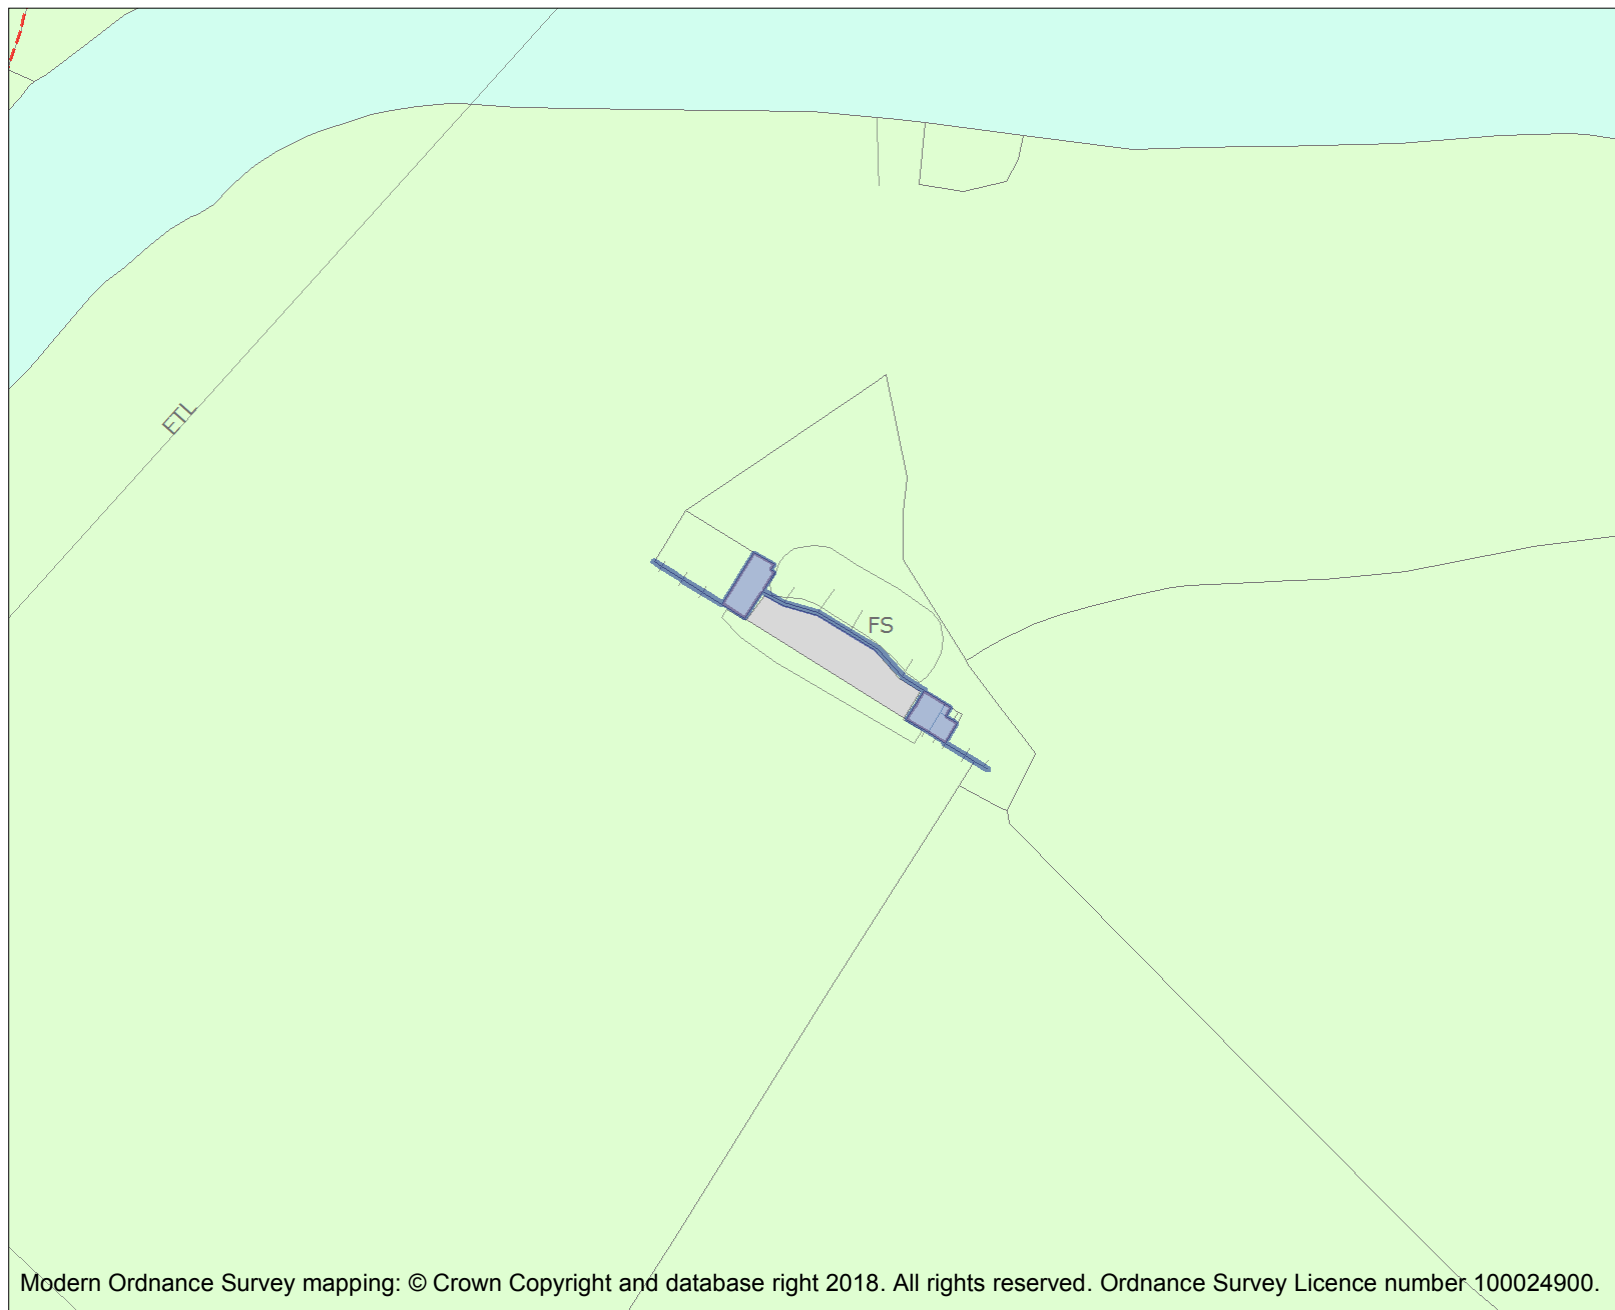 ETL
FS
Modern Ordnance Survey mapping: © Crown Copyright and database right 2018. All rights reserved. Ordnance Survey Licence number 100024900.